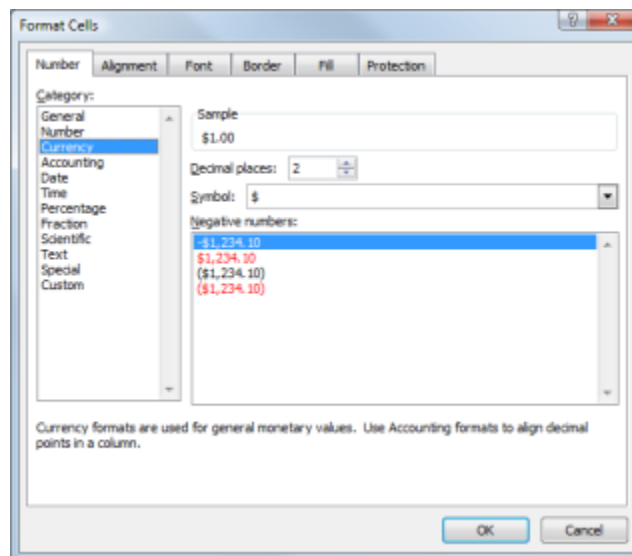 Format Cells
Number Alignment Font Border Fill Protection
Category:
General
Number
Currency
Accounting
Date
Time
Percentage
Fraction
Scientific
Text
Special
Custom
Sample
$1.00
Decimal places: 2
Symbol: $
Negative numbers:
-$1,234.10
$1,234.10
($1,234.10)
($1,234.10)
Currency formats are used for general monetary values. Use Accounting formats to align decimal
points in a column.
OK Cancel